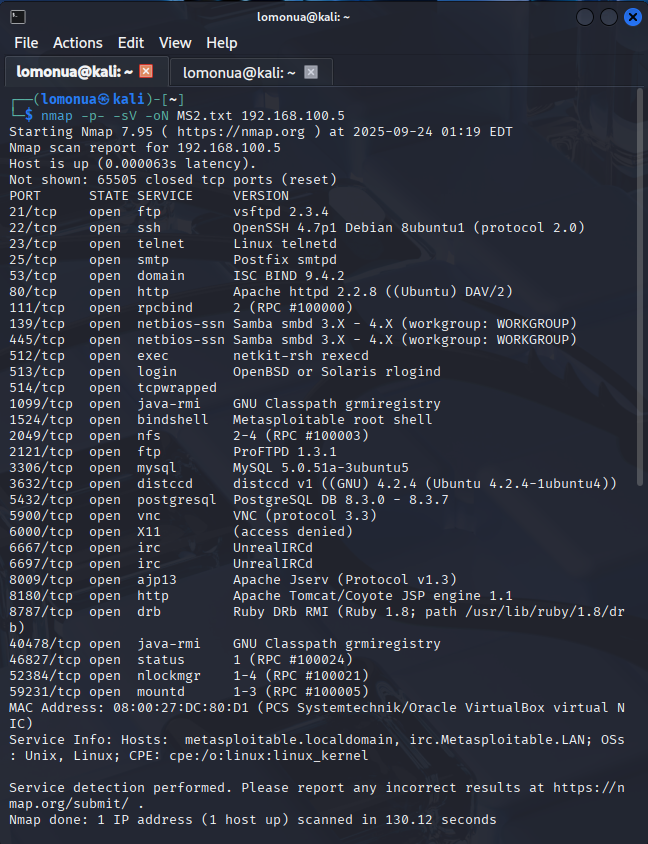 lomonua@kali: ~
File Actions Edit View Help
lomonua@kali: ~ lomonua@kali: ~
┌──(lomonua㉿kali)-[~]
└─$ nmap -p- -sV -oN MS2.txt 192.168.100.5
Starting Nmap 7.95 ( https://nmap.org ) at 2025-09-24 01:19 EDT
Nmap scan report for 192.168.100.5
Host is up (0.000063s latency).
Not shown: 65505 closed tcp ports (reset)
PORT      STATE SERVICE     VERSION
21/tcp    open  ftp         vsftpd 2.3.4
22/tcp    open  ssh         OpenSSH 4.7p1 Debian 8ubuntu1 (protocol 2.0)
23/tcp    open  telnet      Linux telnetd
25/tcp    open  smtp        Postfix smtpd
53/tcp    open  domain      ISC BIND 9.4.2
80/tcp    open  http        Apache httpd 2.2.8 ((Ubuntu) DAV/2)
111/tcp   open  rpcbind     2 (RPC #100000)
139/tcp   open  netbios-ssn Samba smbd 3.X - 4.X (workgroup: WORKGROUP)
445/tcp   open  netbios-ssn Samba smbd 3.X - 4.X (workgroup: WORKGROUP)
512/tcp   open  exec        netkit-rsh rexecd
513/tcp   open  login       OpenBSD or Solaris rlogind
514/tcp   open  tcpwrapped
1099/tcp  open  java-rmi    GNU Classpath grmiregistry
1524/tcp  open  bindshell   Metasploitable root shell
2049/tcp  open  nfs         2-4 (RPC #100003)
2121/tcp  open  ftp         ProFTPD 1.3.1
3306/tcp  open  mysql       MySQL 5.0.51a-3ubuntu5
3632/tcp  open  distccd     distccd v1 ((GNU) 4.2.4 (Ubuntu 4.2.4-1ubuntu4))
5432/tcp  open  postgresql  PostgreSQL DB 8.3.0 - 8.3.7
5900/tcp  open  vnc         VNC (protocol 3.3)
6000/tcp  open  X11         (access denied)
6667/tcp  open  irc         UnrealIRCd
6697/tcp  open  irc         UnrealIRCd
8009/tcp  open  ajp13       Apache Jserv (Protocol v1.3)
8180/tcp  open  http        Apache Tomcat/Coyote JSP engine 1.1
8787/tcp  open  drb         Ruby DRb RMI (Ruby 1.8; path /usr/lib/ruby/1.8/dr
b)
40478/tcp open  java-rmi    GNU Classpath grmiregistry
46827/tcp open  status      1 (RPC #100024)
52384/tcp open  nlockmgr    1-4 (RPC #100021)
59231/tcp open  mountd      1-3 (RPC #100005)
MAC Address: 08:00:27:DC:80:D1 (PCS Systemtechnik/Oracle VirtualBox virtual N
IC)
Service Info: Hosts:  metasploitable.localdomain, irc.Metasploitable.LAN; OSs
: Unix, Linux; CPE: cpe:/o:linux:linux_kernel
Service detection performed. Please report any incorrect results at https://n
map.org/submit/ .
Nmap done: 1 IP address (1 host up) scanned in 130.12 seconds